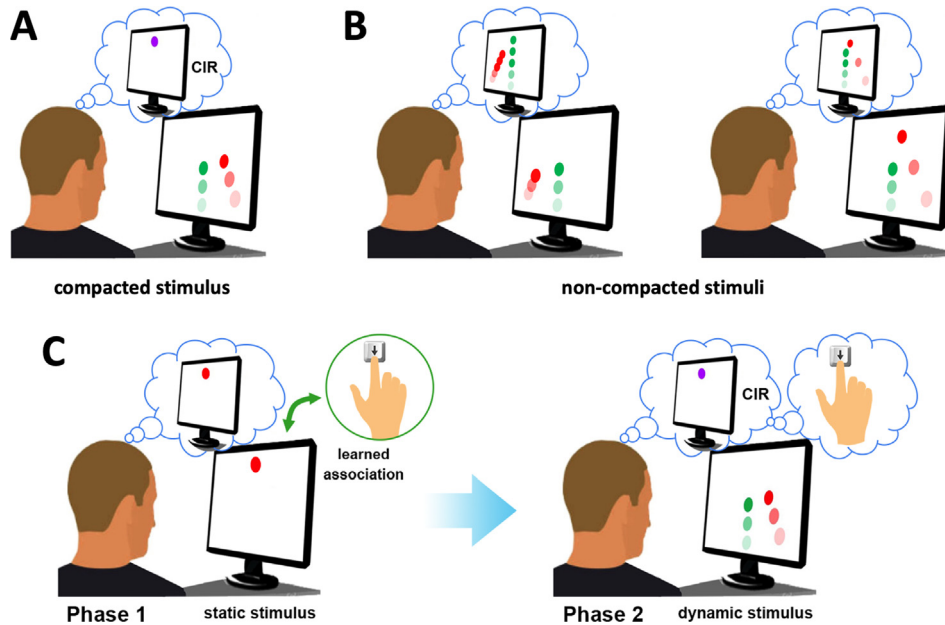 A
B
CIR
compacted stimulus
non-compacted stimuli
C
CIR
learned
association
Phase 1
static stimulus
Phase 2
dynamic stimulus